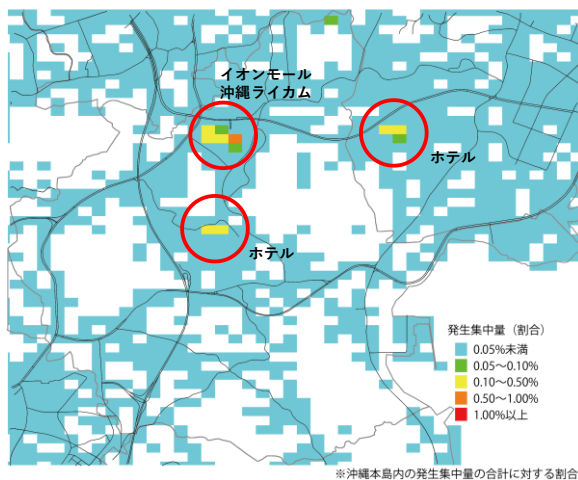 イオンモール
沖縄ライカム
ホテル
ホテル
発生集中量（割合）
0.05%未満
0.05～0.10%
0.10～0.50%
0.50～1.00%
1.00%以上
※沖縄本島内の発生集中量の合計に対する割合